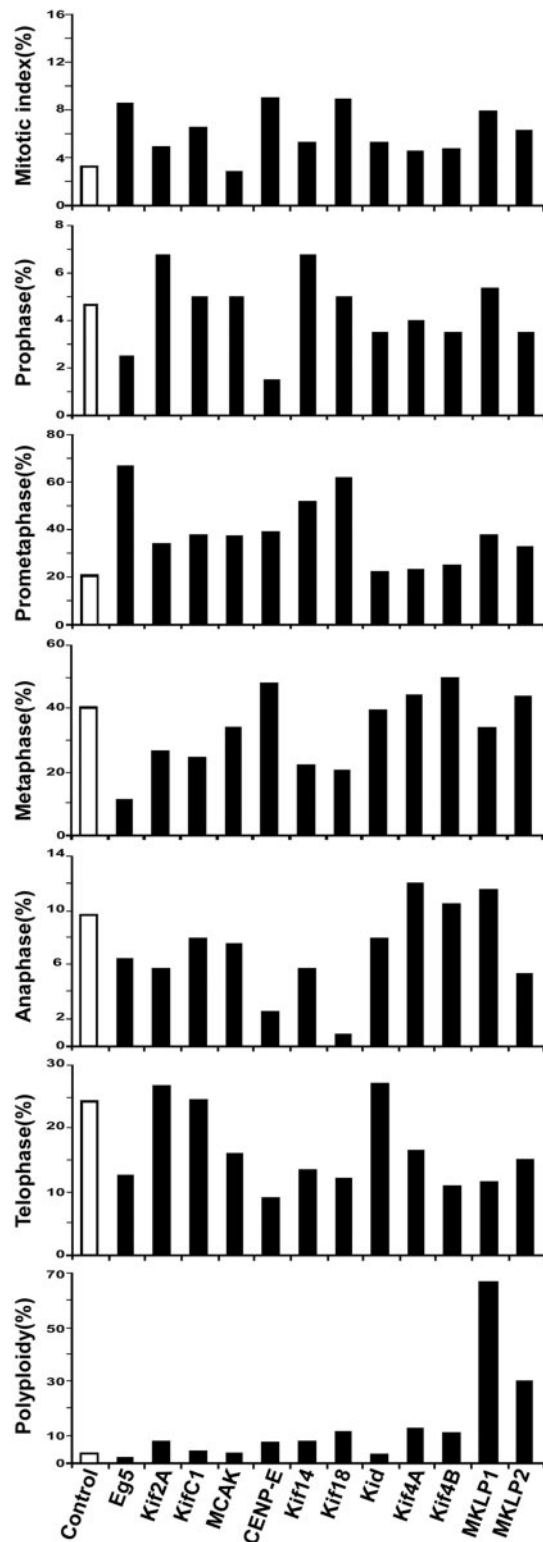 Mitotic index(%)
16
12
8
4
0
Prophase(%)
8
6
4
2
0
Prometaphase(%)
80
60
40
20
0
Metaphase(%)
60
40
20
0
Anaphase(%)
14
10
6
2
0
Telophase(%)
30
20
10
0
Polyploidy(%)
70
50
30
10
0
Control
Eg5
Kif2A
KifC1
MCAK
CENP-E
Kif14
Kif18
Kid
Kif4A
Kif4B
MKLP1
MKLP2